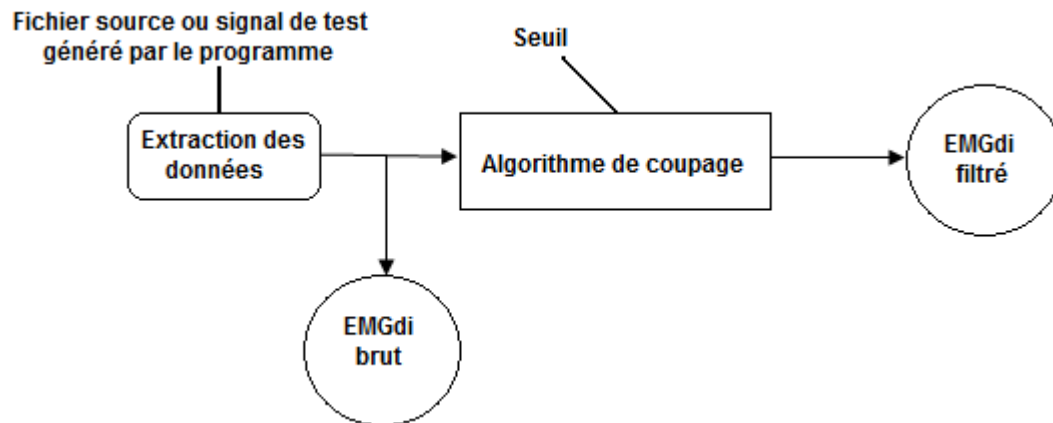 Fichier source ou signal de test
généré par le programme
Seuil
Extraction des
données
Algorithme de coupage
EMGdi
filtré
EMGdi
brut